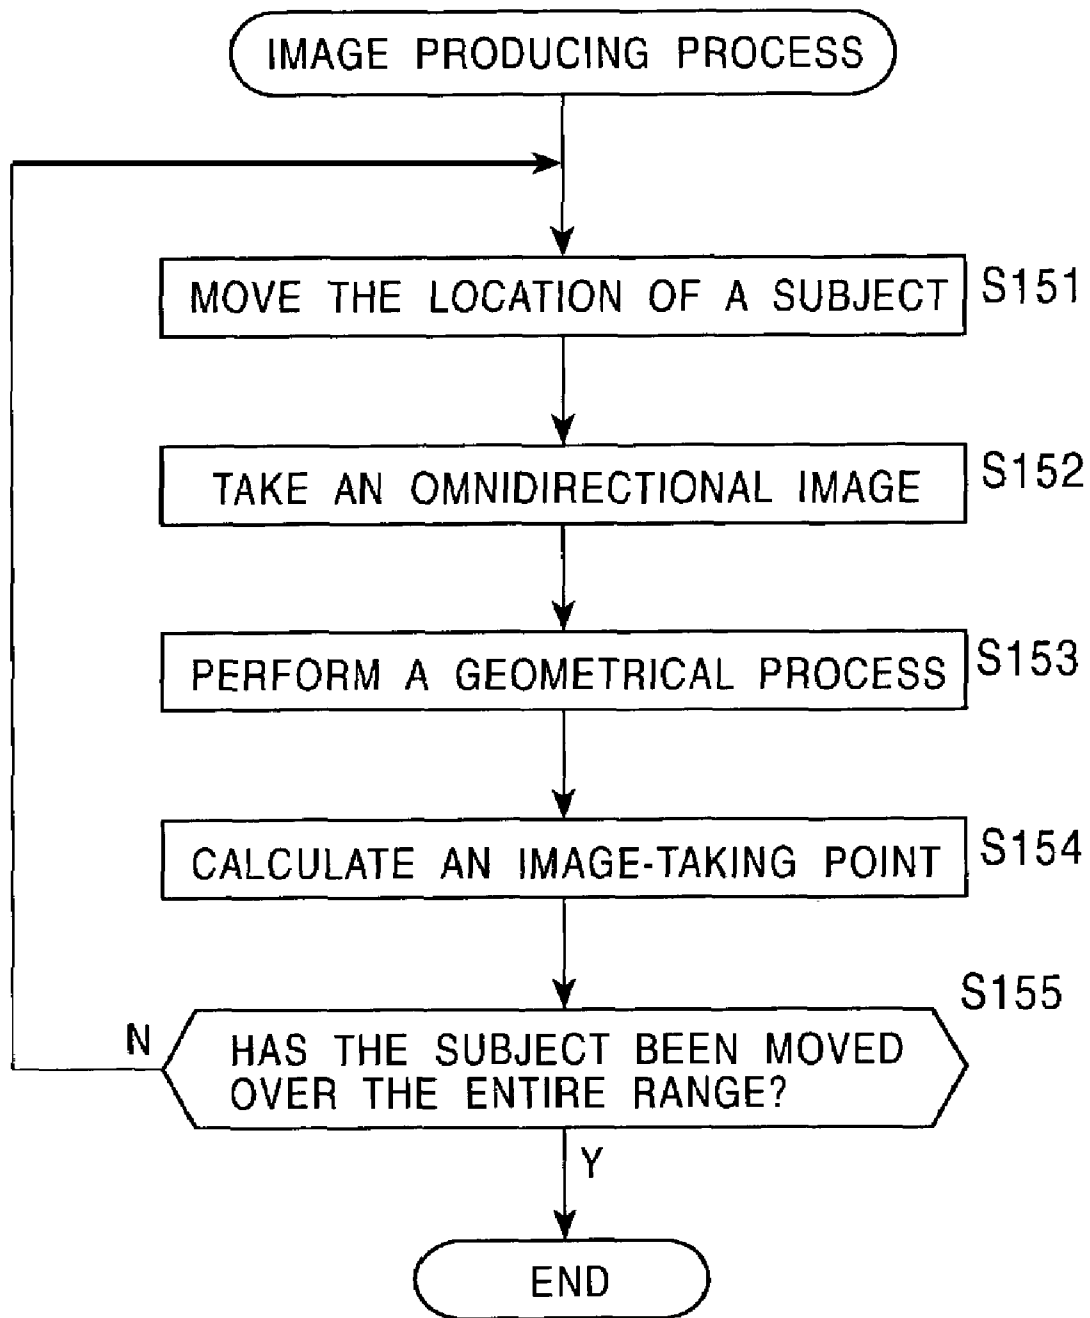 IMAGE PRODUCING PROCESS
MOVE THE LOCATION OF A SUBJECT
S151
TAKE AN OMNIDIRECTIONAL IMAGE
S152
PERFORM A GEOMETRICAL PROCESS
S153
CALCULATE AN IMAGE-TAKING POINT
S154
S155
N
HAS THE SUBJECT BEEN MOVED
OVER THE ENTIRE RANGE?
Y
END